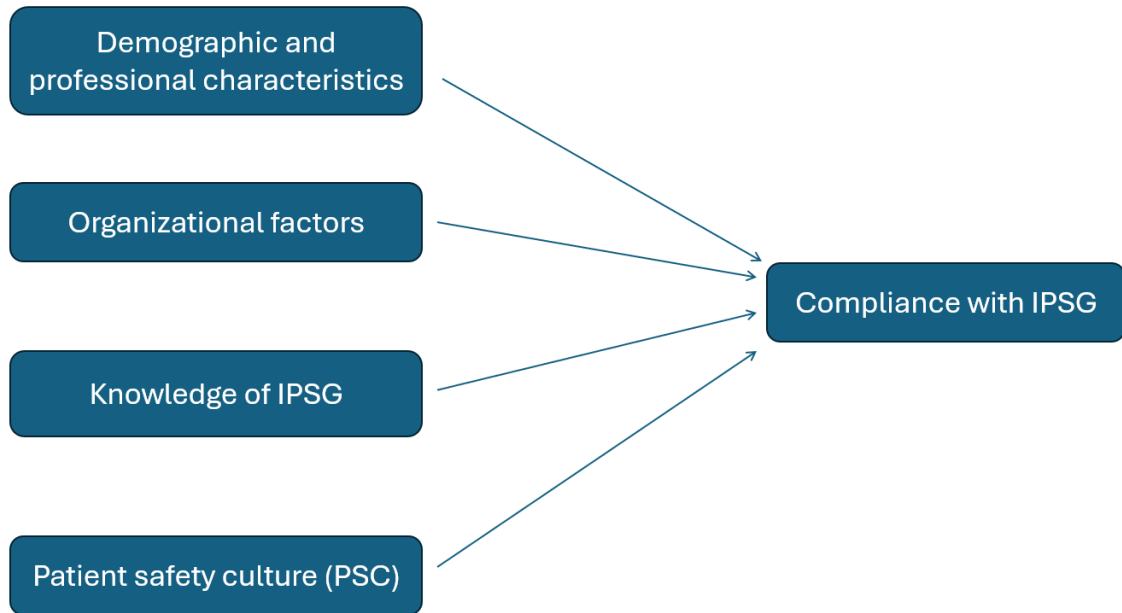 Demographic and
professional characteristics
Organizational factors
Compliance with IPSG
Knowledge of IPSG
Patient safety culture (PSC)